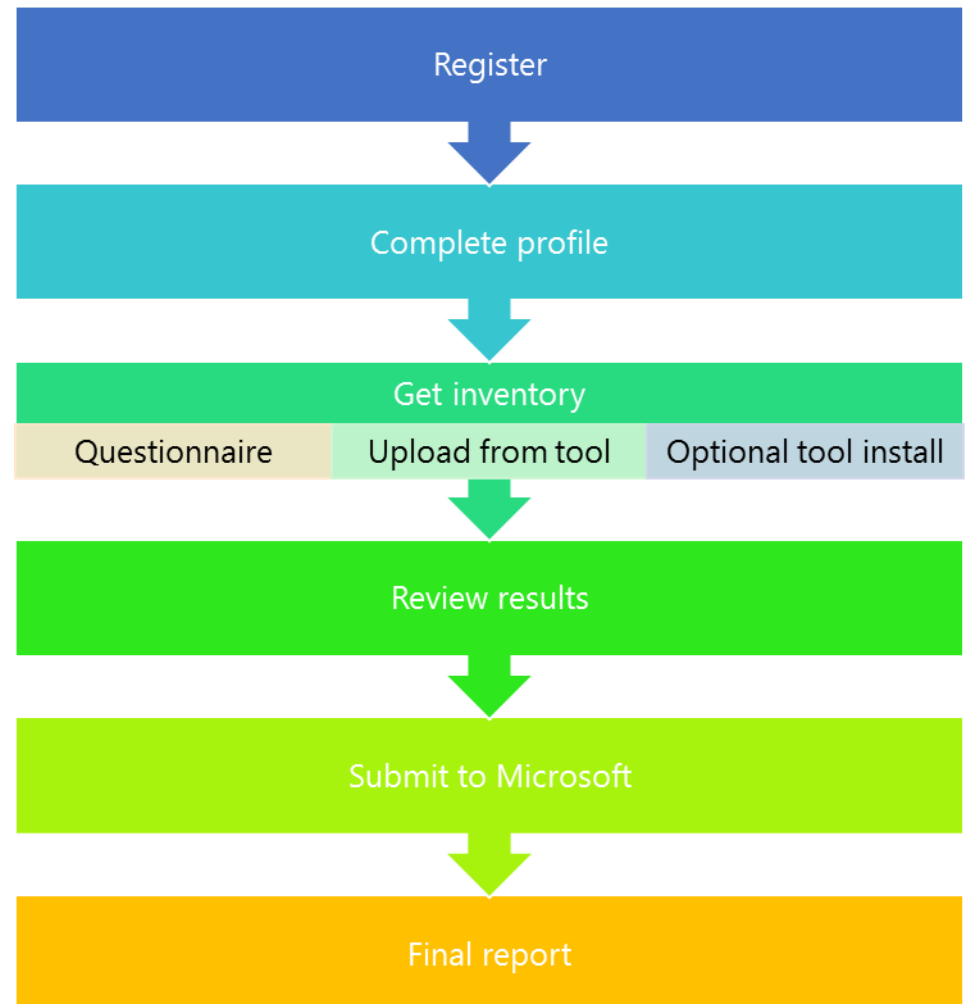 Register
Complete profile
Get inventory
Questionnaire
Upload from tool
Optional tool install
Review results
Submit to Microsoft
Final report